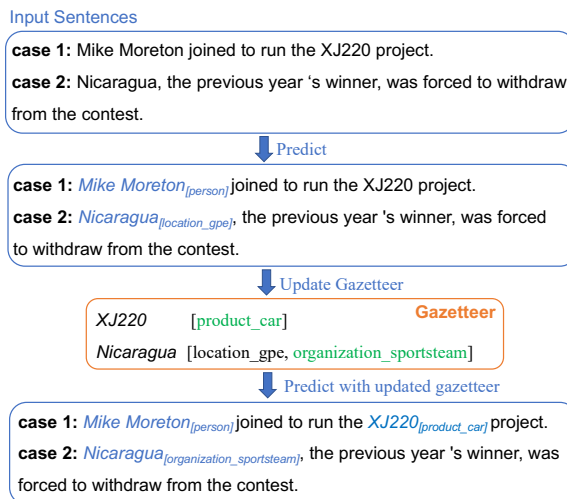 Input Sentences
case 1: Mike Moreton joined to run the XJ220 project.
case 2: Nicaragua, the previous year ‘s winner, was forced to withdraw
from the contest.
Predict
case 1: Mike Moreton[person] joined to run the XJ220 project.
case 2: Nicaragua[location_gpe], the previous year 's winner, was forced
to withdraw from the contest.
Update Gazetteer
Gazetteer
XJ220 [product_car]
Nicaragua [location_gpe, organization_sportsteam]
Predict with updated gazetteer
case 1: Mike Moreton[person] joined to run the XJ220[product_car] project.
case 2: Nicaragua[organization_sportsteam], the previous year 's winner, was
forced to withdraw from the contest.